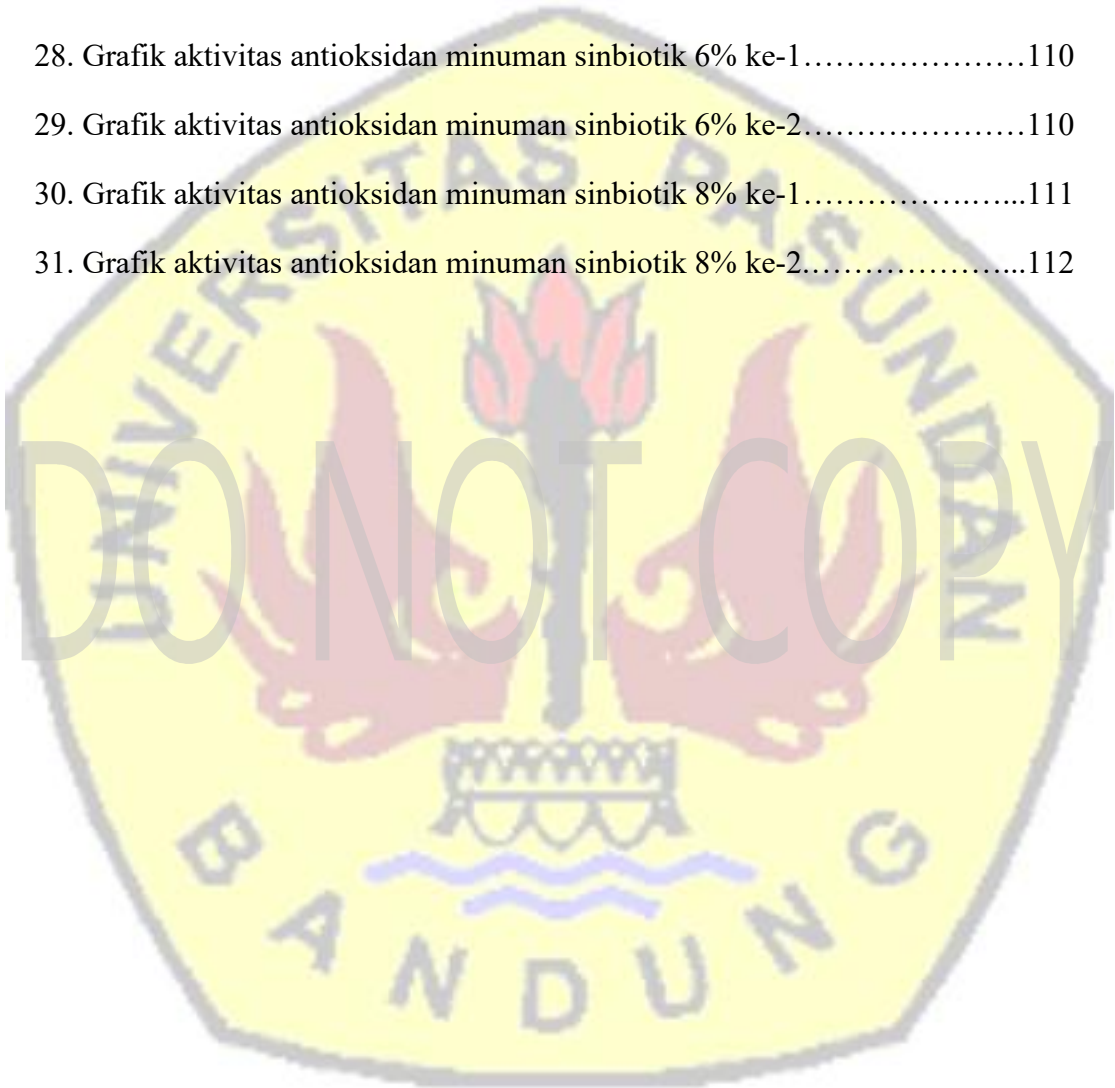 28. Grafik aktivitas antioksidan minuman sinbiotik 6% ke-1…………………110
29. Grafik aktivitas antioksidan minuman sinbiotik 6% ke-2…………………110
30. Grafik aktivitas antioksidan minuman sinbiotik 8% ke-1…………….…...111
31. Grafik aktivitas antioksidan minuman sinbiotik 8% ke-2.………………...112
UNIVERSITAS PASUNDAN
DO NOT COPY
BANDUNG